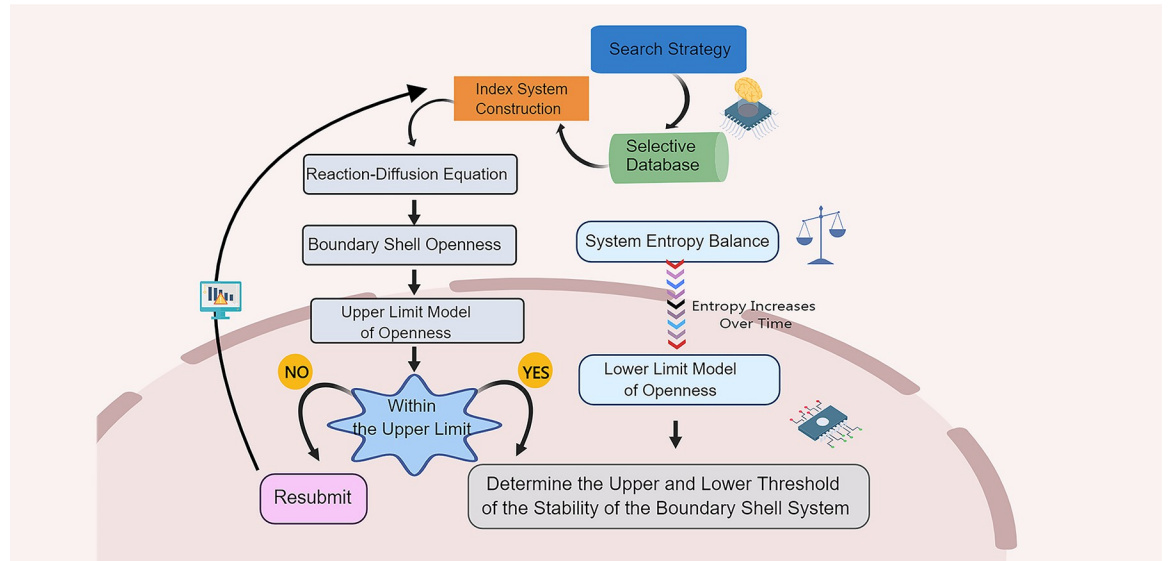 Search Strategy
Index System
Construction
Selective
Database
Reaction-Diffusion Equation
Boundary Shell Openness
System Entropy Balance
Entropy Increases
Over Time
Upper Limit Model
of Openness
Lower Limit Model
of Openness
NO
YES
Within
the Upper Limit
Resubmit
Determine the Upper and Lower Threshold
of the Stability of the Boundary Shell System